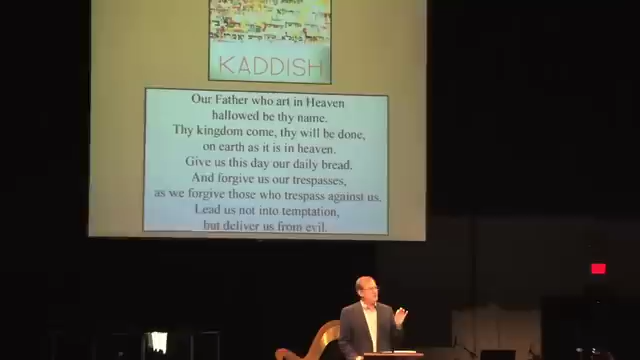 KADDISH
Our Father who art in Heaven
hallowed be thy name.
Thy kingdom come, thy will be done,
on earth as it is in heaven.
Give us this day our daily bread.
And forgive us our trespasses,
as we forgive those who trespass against us.
Lead us not into temptation,
but deliver us from evil.